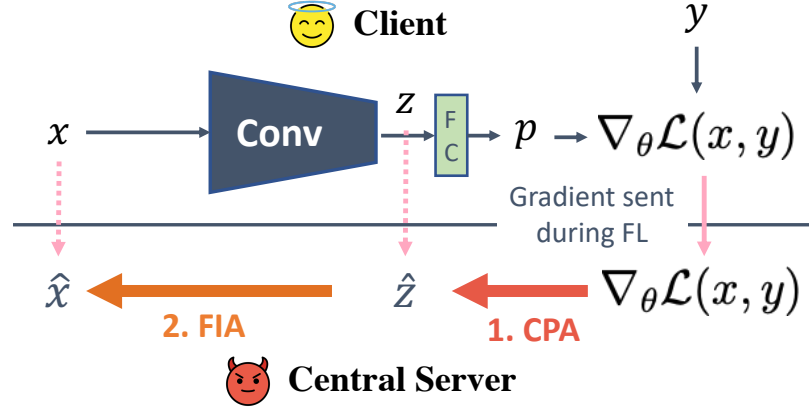 Client
y
x
Conv
z
F
C
p
∇θL(x, y)
Gradient sent
during FL
x̂
2. FIA
ẑ
1. CPA
∇θL(x, y)
Central Server